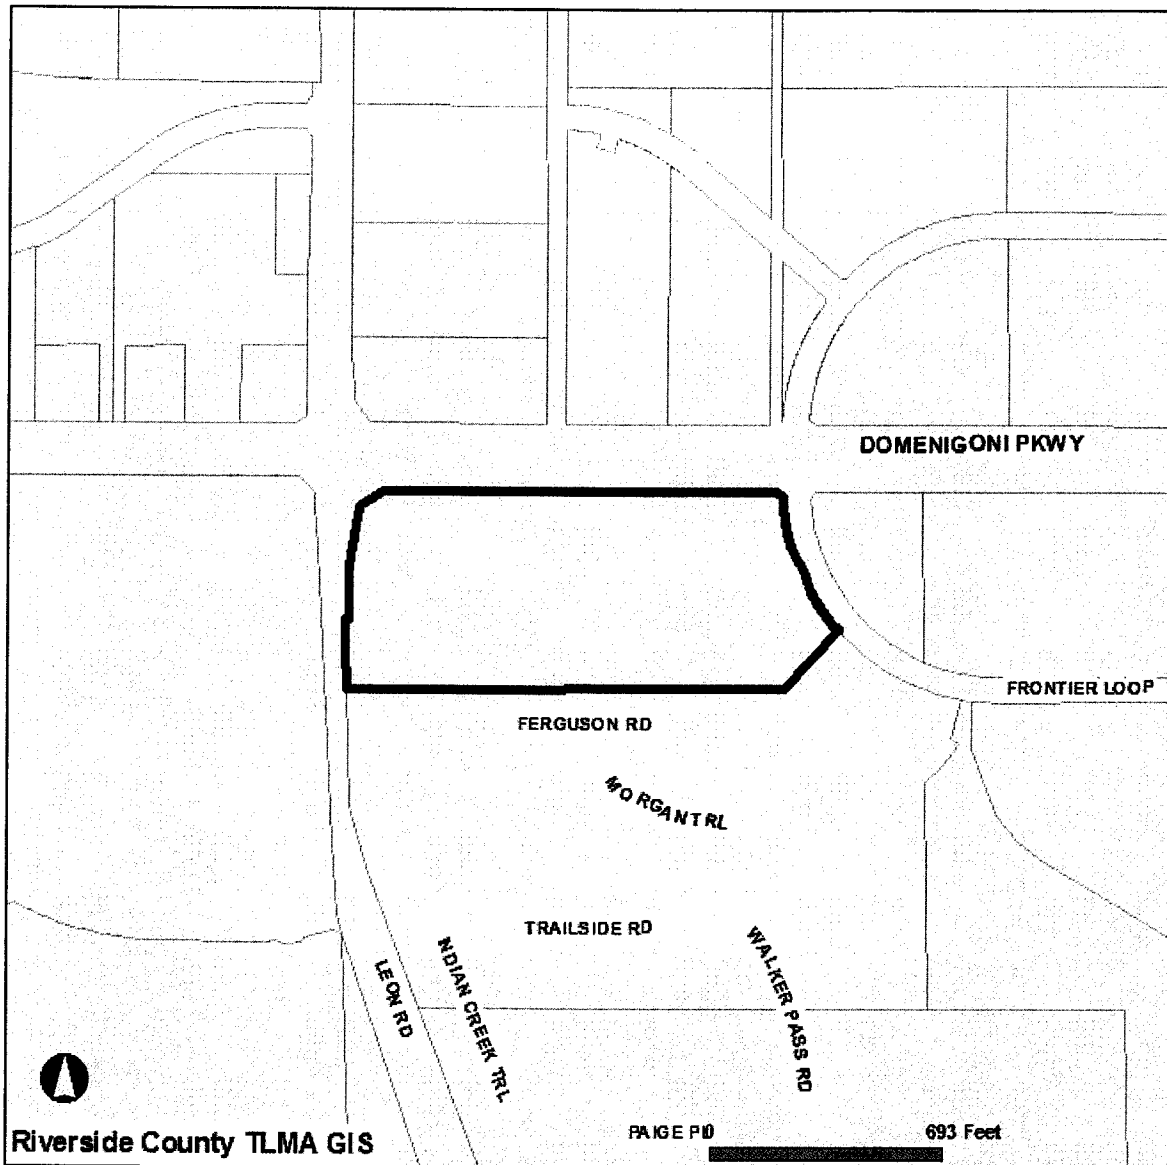 DOMENIGONI PKWY
FRONTIER LOOP
FERGUSON RD
MORGAN TRL
TRAILSIDE RD
WALKER PASS RD
NDIAN CREEK TRL
LEON RD
Riverside County TLMA GIS
PAIGE Pl0
693 Feet